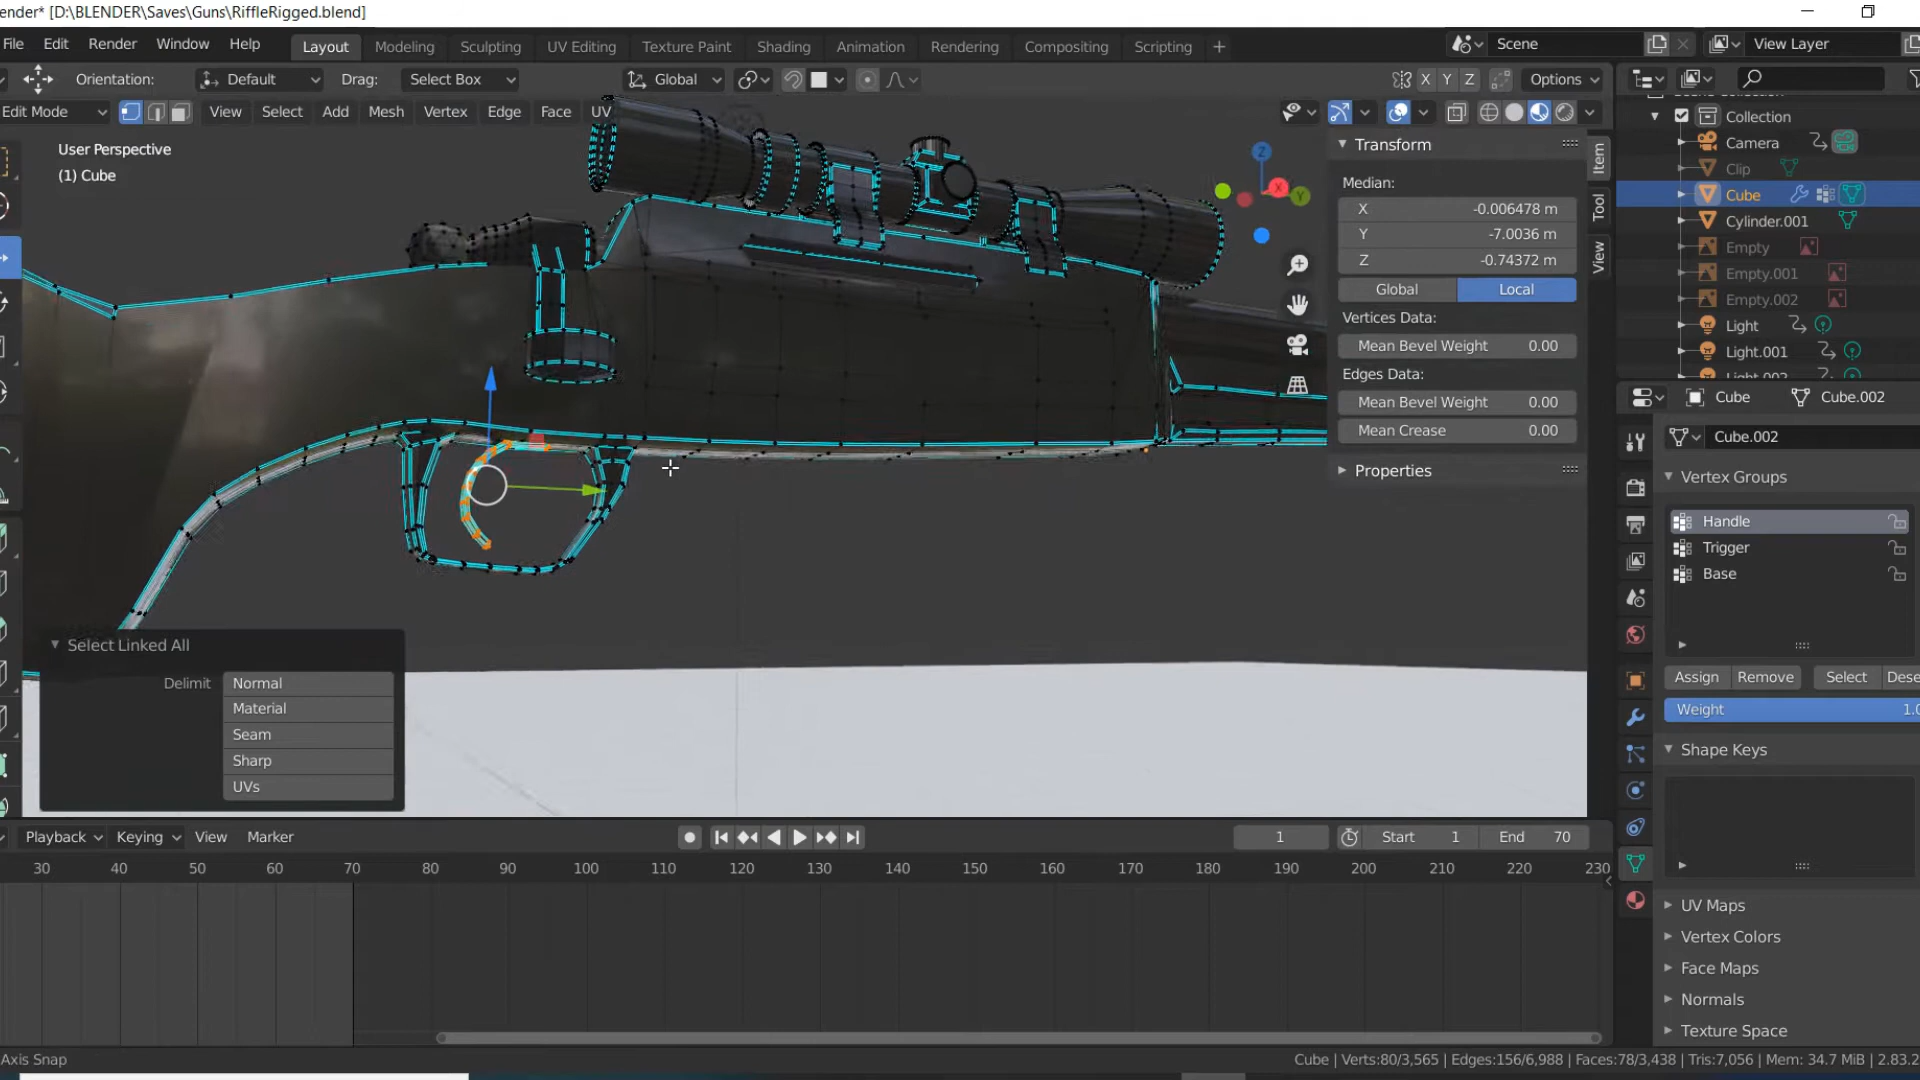 ender* [D:\BLENDER\Saves\Guns\RiffleRigged.blend]
File Edit Render Window Help Layout Modeling Sculpting UV Editing Texture Paint Shading Animation Rendering Compositing Scripting + Scene View Layer
Orientation: Default Drag: Select Box Global X Y Z Options
Edit Mode View Select Add Mesh Vertex Edge Face UV
User Perspective
(1) Cube
Z
X
Y
Transform
Median:
X -0.006478 m
Y -7.0036 m
Z -0.74372 m
Global Local
Vertices Data:
Mean Bevel Weight 0.00
Edges Data:
Mean Bevel Weight 0.00
Mean Crease 0.00
Properties
Item
Tool
View
Collection
Camera
Clip
Cube
Cylinder.001
Empty
Empty.001
Empty.002
Light
Light.001
Light.002
Cube Cube.002
Cube.002
Vertex Groups
Handle
Trigger
Base
Assign Remove Select Dese
Weight 1.0
Shape Keys
UV Maps
Vertex Colors
Face Maps
Normals
Texture Space
Select Linked All
Delimit Normal
Material
Seam
Sharp
UVs
Playback Keying View Marker 1 Start 1 End 70
30 40 50 60 70 80 90 100 110 120 130 140 150 160 170 180 190 200 210 220 230
Axis Snap
Cube | Verts:80/3,565 | Edges:156/6,988 | Faces:78/3,438 | Tris:7,056 | Mem: 34.7 MiB | 2.83.2